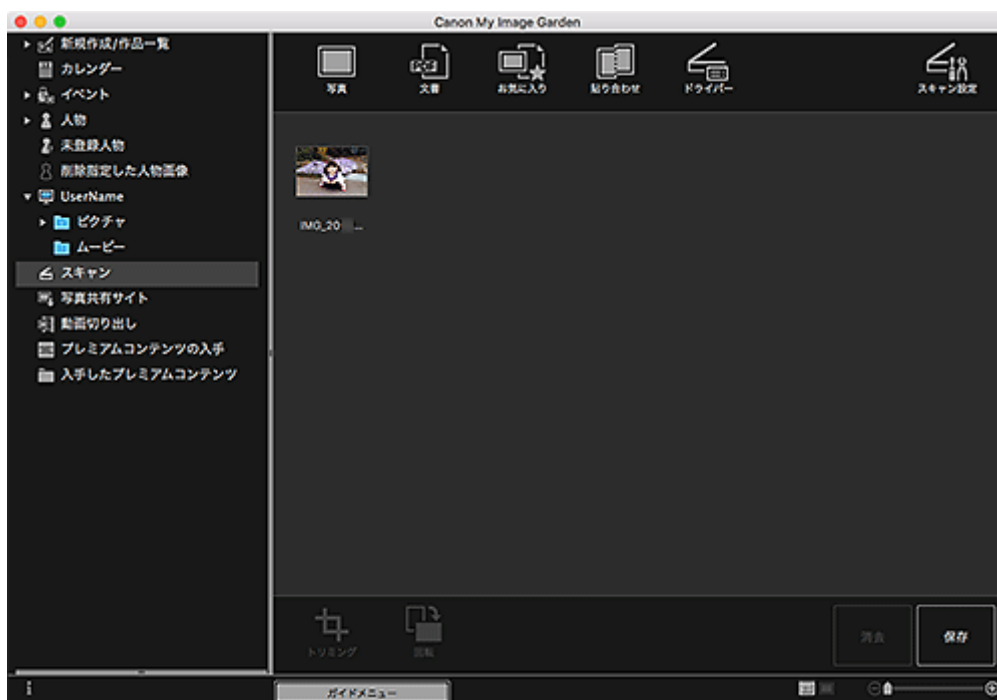 Canon My Image Garden
新規作成/作品一覧
カレンダー
イベント
人物
未登録人物
削除指定した人物画像
UserName
ピクチャ
ムービー
スキャン
写真共有サイト
動画切り出し
プレミアムコンテンツの入手
入手したプレミアムコンテンツ
写真
PDF
文書
お気に入り
貼り合わせ
ドライバー
スキャン設定
IMG_20 ...
トリミング
回転
消去
保存
ガイドメニュー